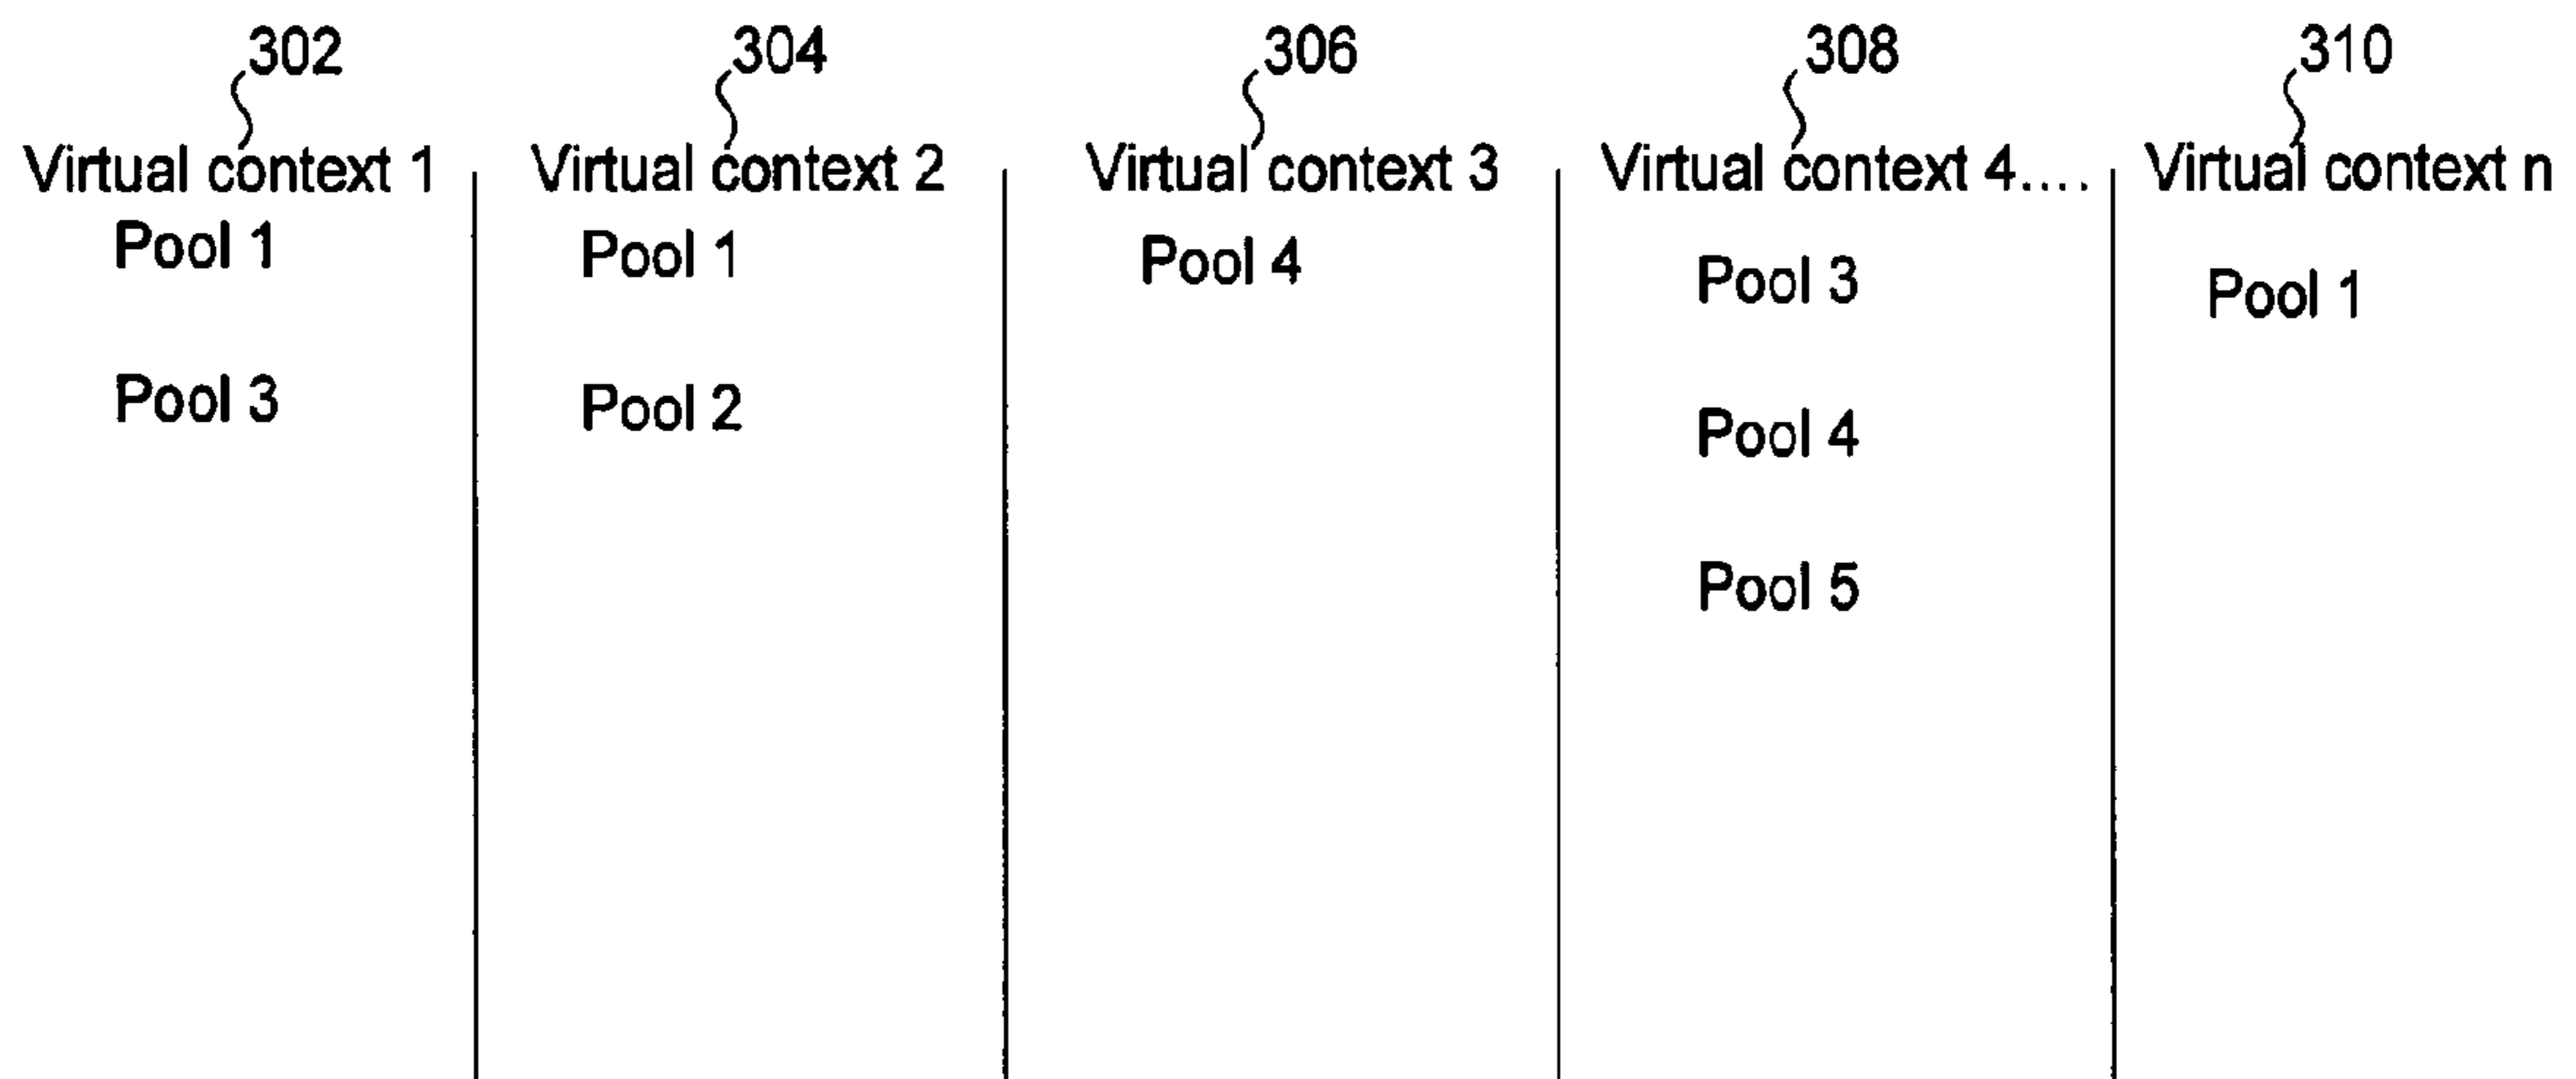 302 304 306 308 310
Virtual context 1 Virtual context 2 Virtual context 3 Virtual context 4.... Virtual context n
Pool 1 Pool 1 Pool 4 Pool 3 Pool 1
Pool 3 Pool 2 Pool 4
Pool 5